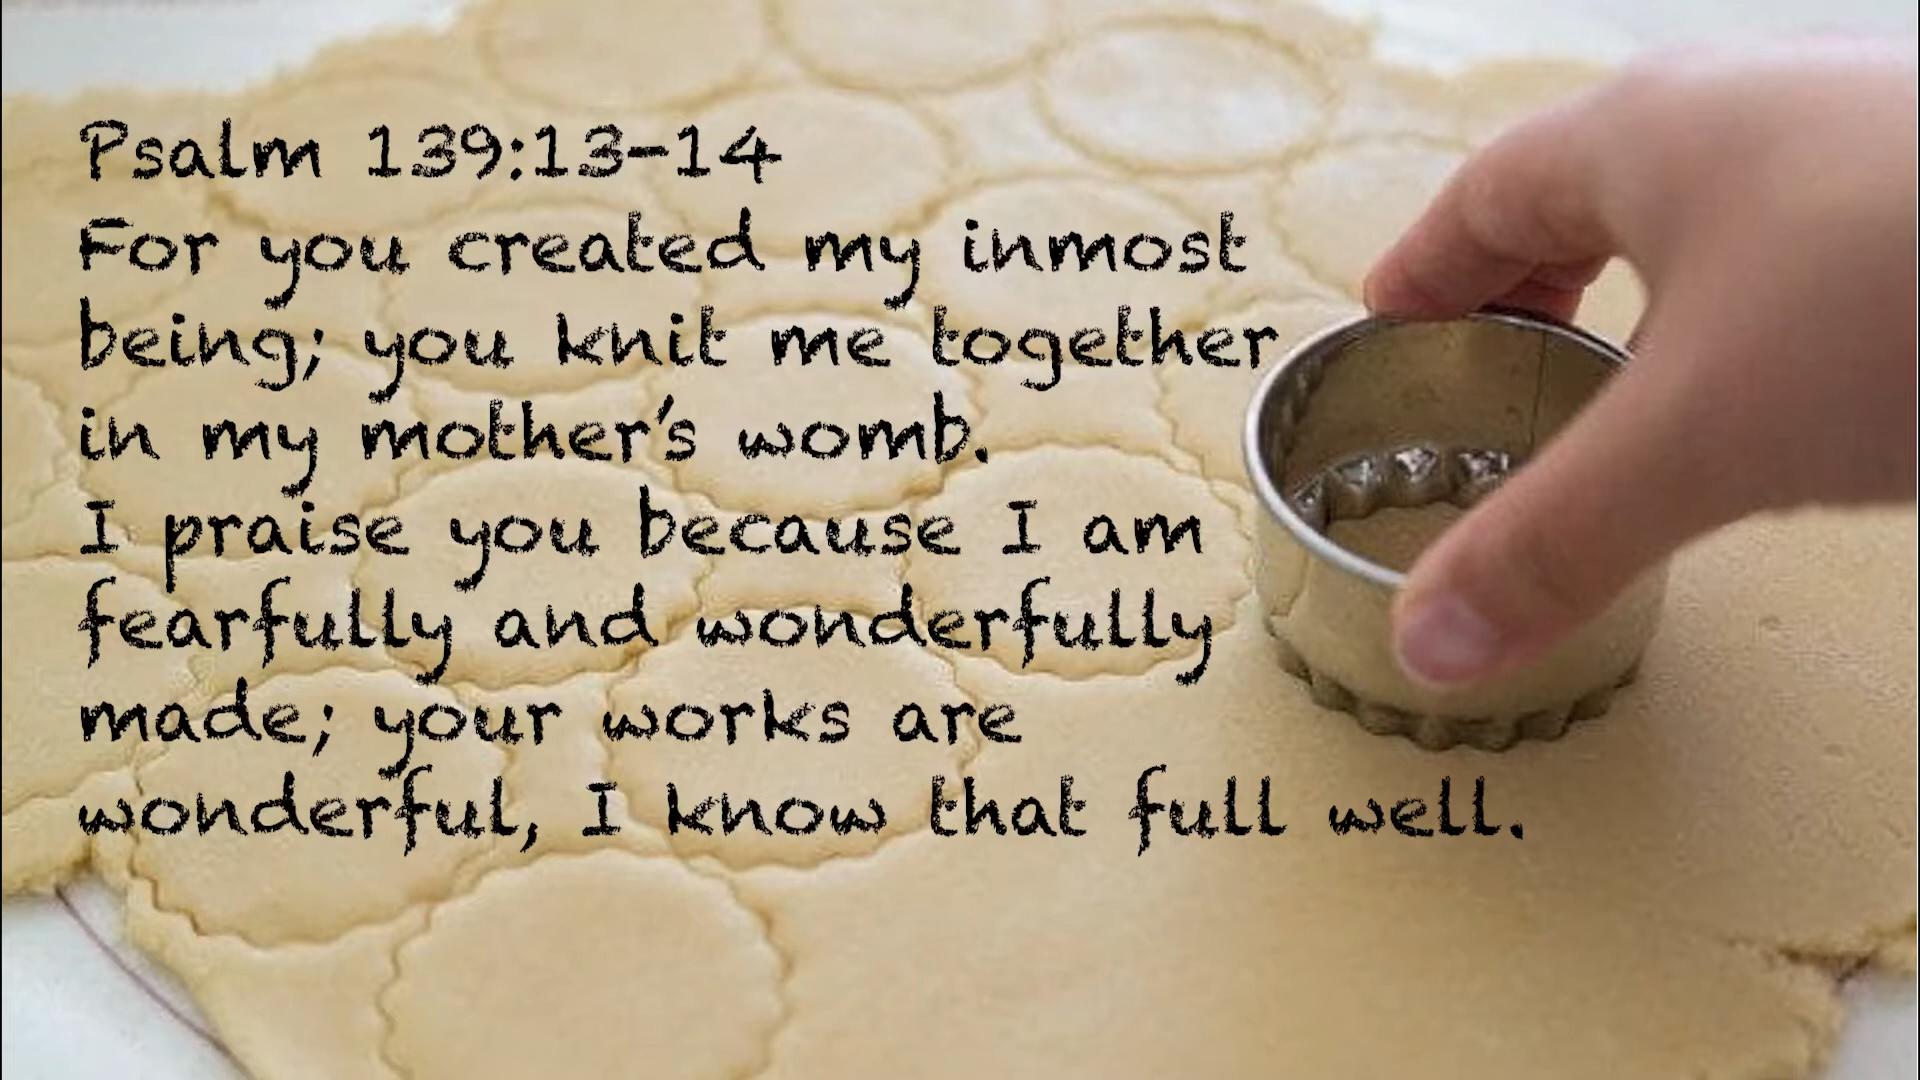 Psalm 139:13-14
For you created my inmost
being; you knit me together
in my mother's womb.
I praise you because I am
fearfully and wonderfully
made; your works are
wonderful, I know that full well.